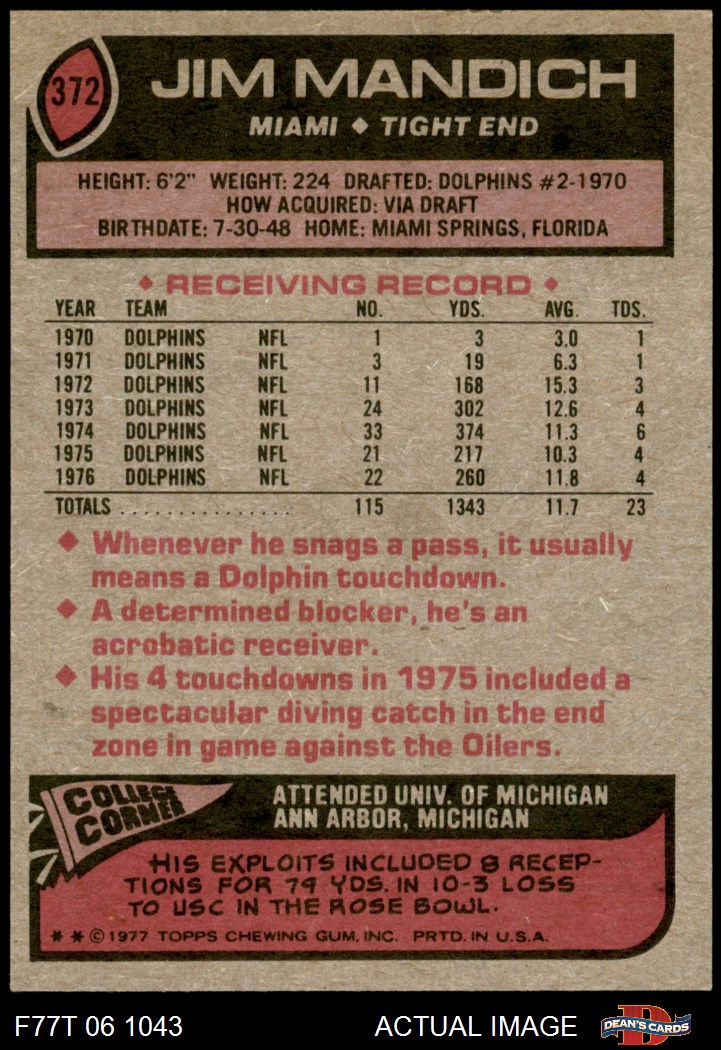 372
JIM MANDICH
MIAMI ◆ TIGHT END
HEIGHT: 6'2" WEIGHT: 224 DRAFTED: DOLPHINS #2-1970
HOW ACQUIRED: VIA DRAFT
BIRTHDATE: 7-30-48 HOME: MIAMI SPRINGS, FLORIDA
◆ RECEIVING RECORD ◆
YEAR TEAM NO. YDS. AVG. TDS.
1970 DOLPHINS NFL 1 3 3.0 1
1971 DOLPHINS NFL 3 19 6.3 1
1972 DOLPHINS NFL 11 168 15.3 3
1973 DOLPHINS NFL 24 302 12.6 4
1974 DOLPHINS NFL 33 374 11.3 6
1975 DOLPHINS NFL 21 217 10.3 4
1976 DOLPHINS NFL 22 260 11.8 4
TOTALS . . . . . . . . . . . . . . . 115 1343 11.7 23
◆ Whenever he snags a pass, it usually
means a Dolphin touchdown.
◆ A determined blocker, he's an
acrobatic receiver.
◆ His 4 touchdowns in 1975 included a
spectacular diving catch in the end
zone in game against the Oilers.
COLLEGE
CORNER
ATTENDED UNIV. OF MICHIGAN
ANN ARBOR, MICHIGAN
HIS EXPLOITS INCLUDED 8 RECEP-
TIONS FOR 79 YDS. IN 10-3 LOSS
TO USC IN THE ROSE BOWL.
* * © 1977 TOPPS CHEWING GUM, INC. PRTD. IN U.S.A.
F77T 06 1043 ACTUAL IMAGE
D
DEAN'S CARDS